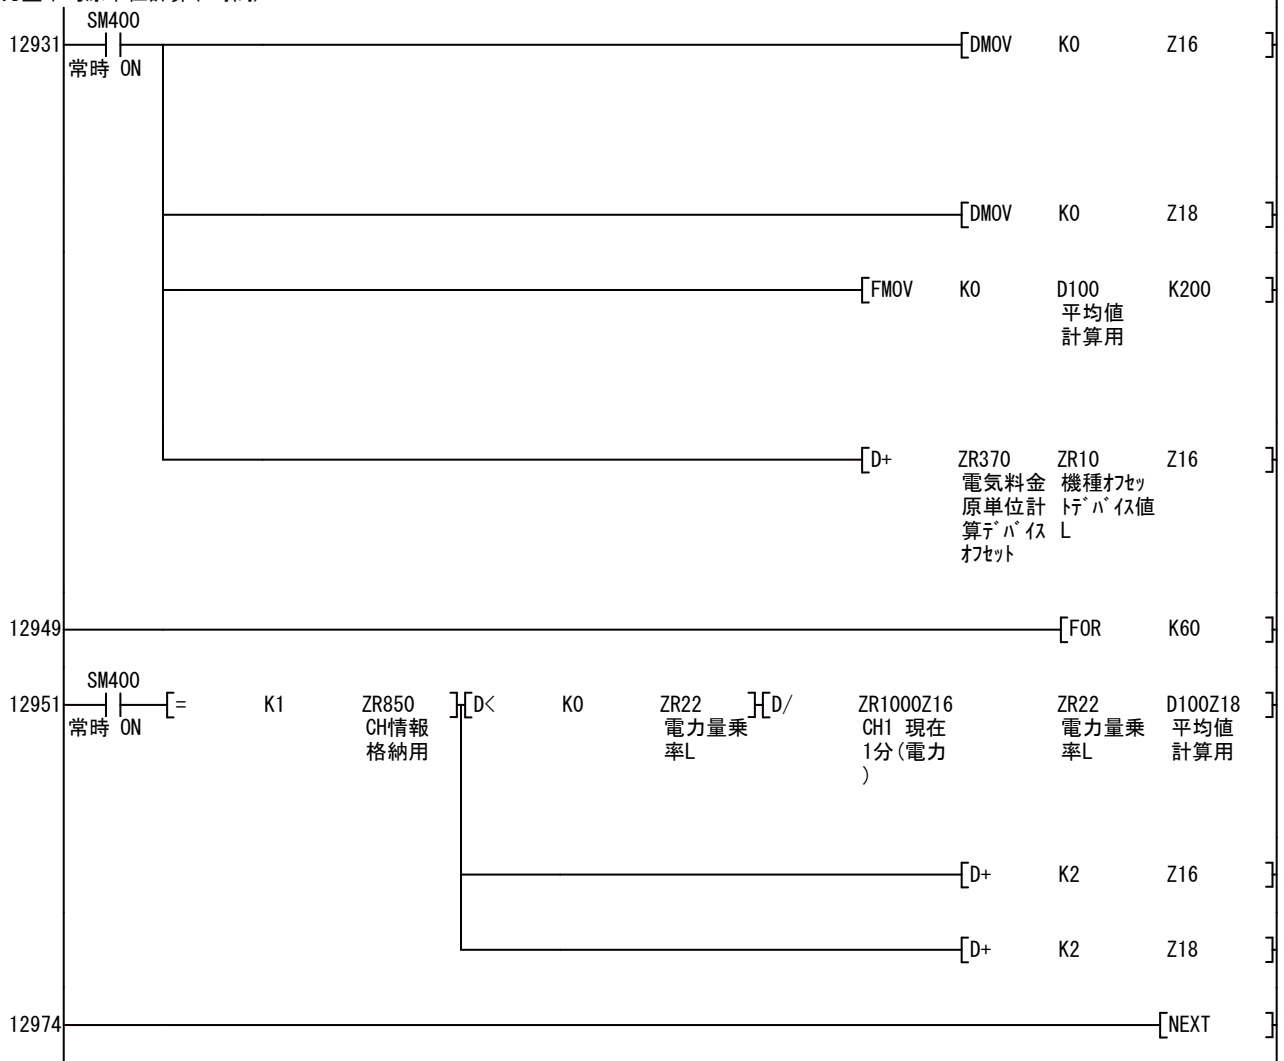 SM400
12931 [DMOV K0 Z16 ]
常時 ON
[DMOV K0 Z18 ]
[FMOV K0 D100 K200 ]
平均値
計算用
[D+ ZR370 ZR10 Z16 ]
電気料金 機種ｵﾌｾｯ
原単位計 ﾄﾃﾞﾊﾞｲｽ値
算ﾃﾞﾊﾞｲｽ L
ｵﾌｾｯﾄ
12949 [FOR K60 ]
SM400
12951 [= K1 ZR850 ][D< K0 ZR22 ][D/ ZR1000Z16 ZR22 D100Z18 ]
常時 ON CH情報 電力量乗 CH1 現在 電力量乗 平均値
格納用 率L 1分(電力 率L 計算用
)
[D+ K2 Z16 ]
[D+ K2 Z18 ]
12974 [NEXT ]